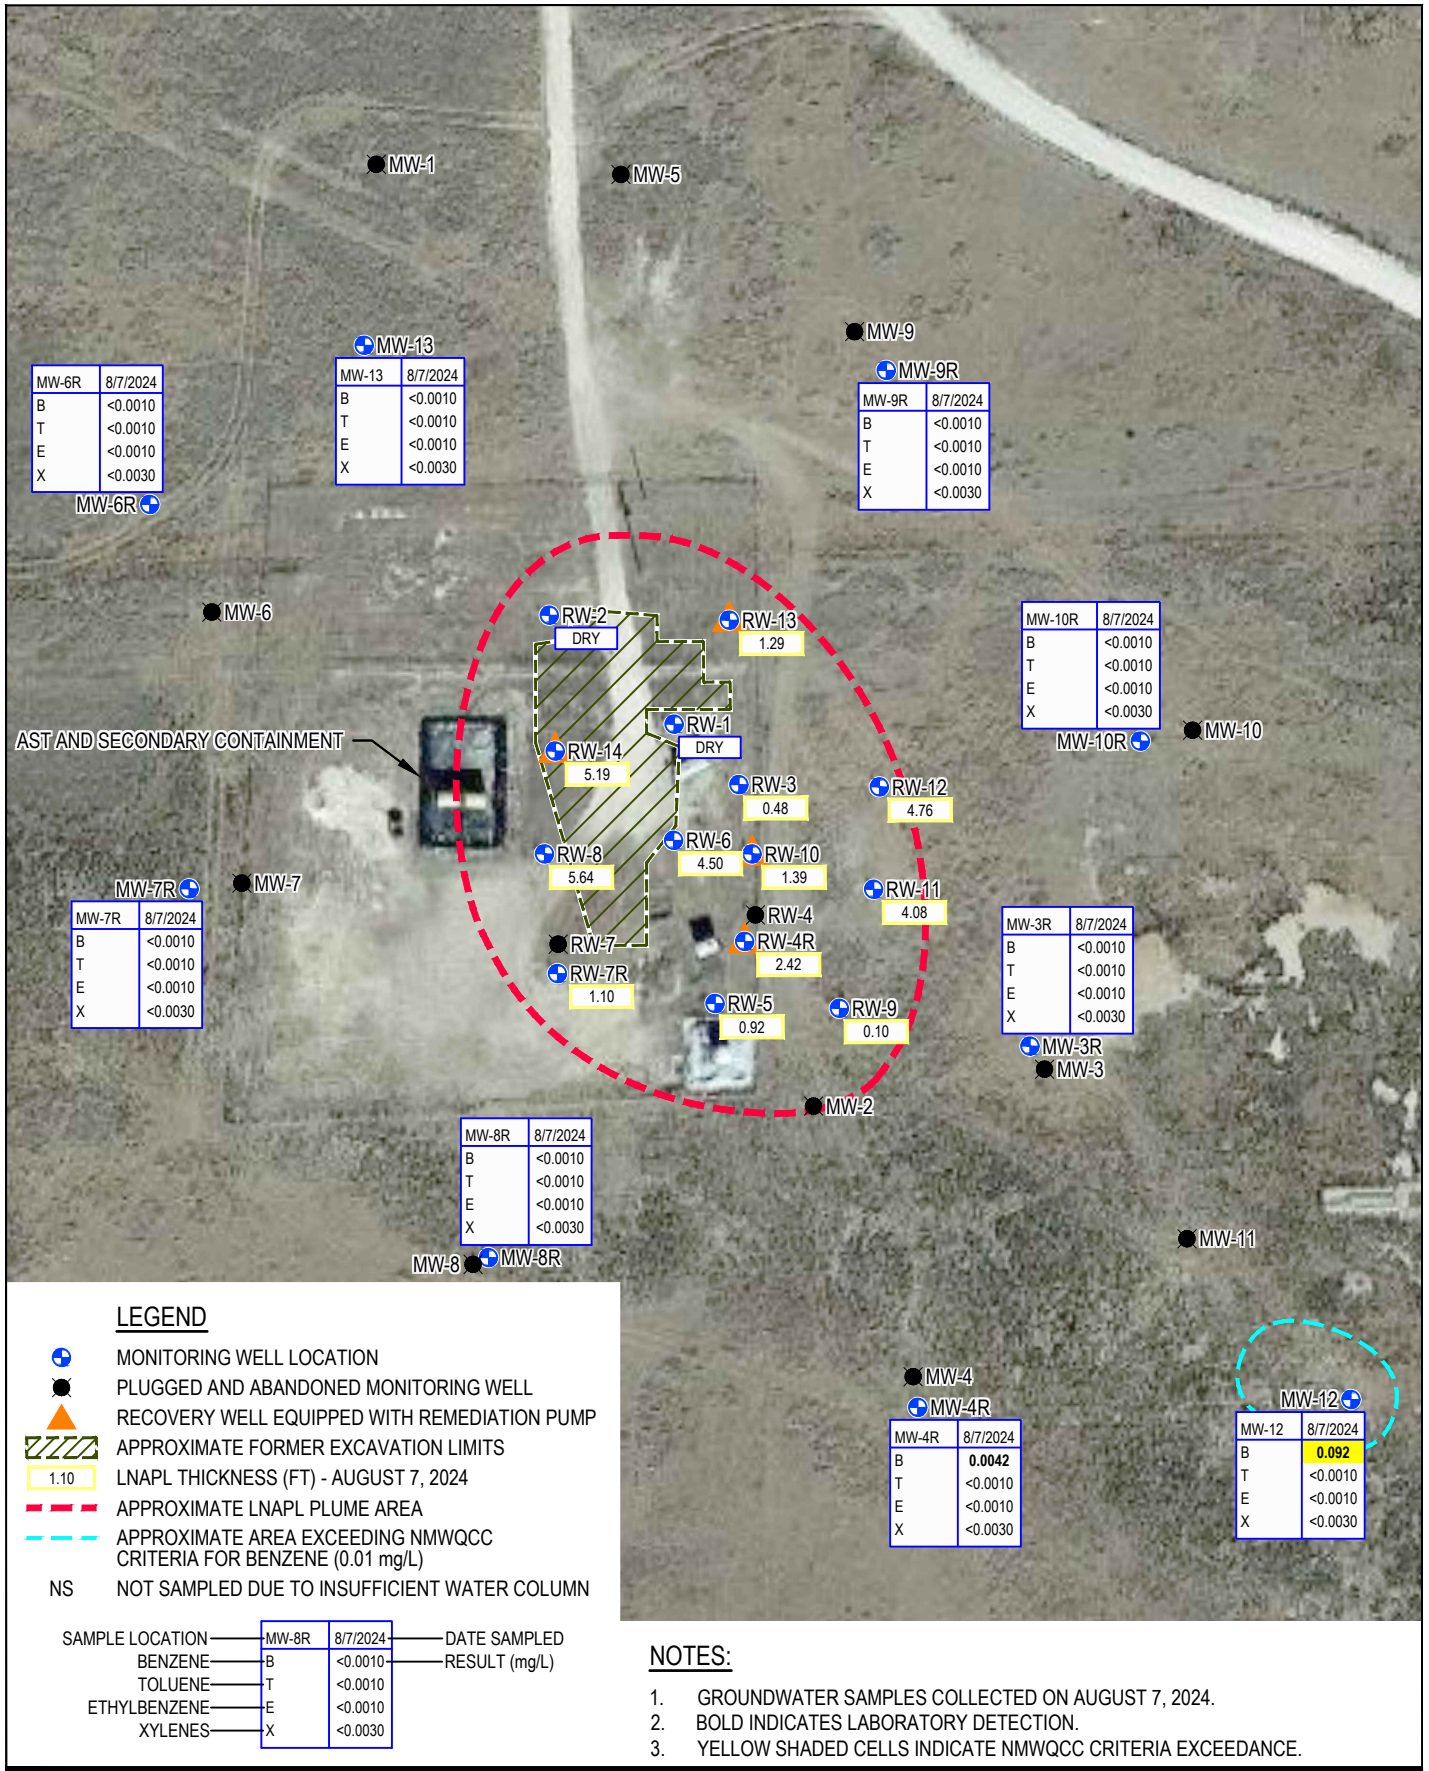 MW-1
MW-5
MW-9
MW-13
MW-13 8/7/2024
B <0.0010
T <0.0010
E <0.0010
X <0.0030
MW-6R 8/7/2024
B <0.0010
T <0.0010
E <0.0010
X <0.0030
MW-6R
MW-9R
MW-9R 8/7/2024
B <0.0010
T <0.0010
E <0.0010
X <0.0030
MW-6
RW-2
DRY
RW-13
1.29
MW-10R 8/7/2024
B <0.0010
T <0.0010
E <0.0010
X <0.0030
MW-10R
MW-10
AST AND SECONDARY CONTAINMENT
RW-1
DRY
RW-14
5.19
RW-3
0.48
RW-12
4.76
RW-6
4.50
RW-10
1.39
RW-8
5.64
RW-11
4.08
MW-7R
MW-7
MW-7R 8/7/2024
B <0.0010
T <0.0010
E <0.0010
X <0.0030
RW-4
RW-4R
2.42
RW-7
RW-7R
1.10
RW-5
0.92
RW-9
0.10
MW-3R 8/7/2024
B <0.0010
T <0.0010
E <0.0010
X <0.0030
MW-3R
MW-3
MW-2
MW-8R 8/7/2024
B <0.0010
T <0.0010
E <0.0010
X <0.0030
MW-8
MW-8R
MW-11
MW-4
MW-4R
MW-4R 8/7/2024
B 0.0042
T <0.0010
E <0.0010
X <0.0030
MW-12
MW-12 8/7/2024
B 0.092
T <0.0010
E <0.0010
X <0.0030
LEGEND
MONITORING WELL LOCATION
PLUGGED AND ABANDONED MONITORING WELL
RECOVERY WELL EQUIPPED WITH REMEDIATION PUMP
APPROXIMATE FORMER EXCAVATION LIMITS
1.10 LNAPL THICKNESS (FT) - AUGUST 7, 2024
APPROXIMATE LNAPL PLUME AREA
APPROXIMATE AREA EXCEEDING NMWQCC
CRITERIA FOR BENZENE (0.01 mg/L)
NS NOT SAMPLED DUE TO INSUFFICIENT WATER COLUMN
SAMPLE LOCATION MW-8R 8/7/2024 DATE SAMPLED
BENZENE B <0.0010 RESULT (mg/L)
TOLUENE T <0.0010
ETHYLBENZENE E <0.0010
XYLENES X <0.0030
NOTES:
1. GROUNDWATER SAMPLES COLLECTED ON AUGUST 7, 2024.
2. BOLD INDICATES LABORATORY DETECTION.
3. YELLOW SHADED CELLS INDICATE NMWQCC CRITERIA EXCEEDANCE.